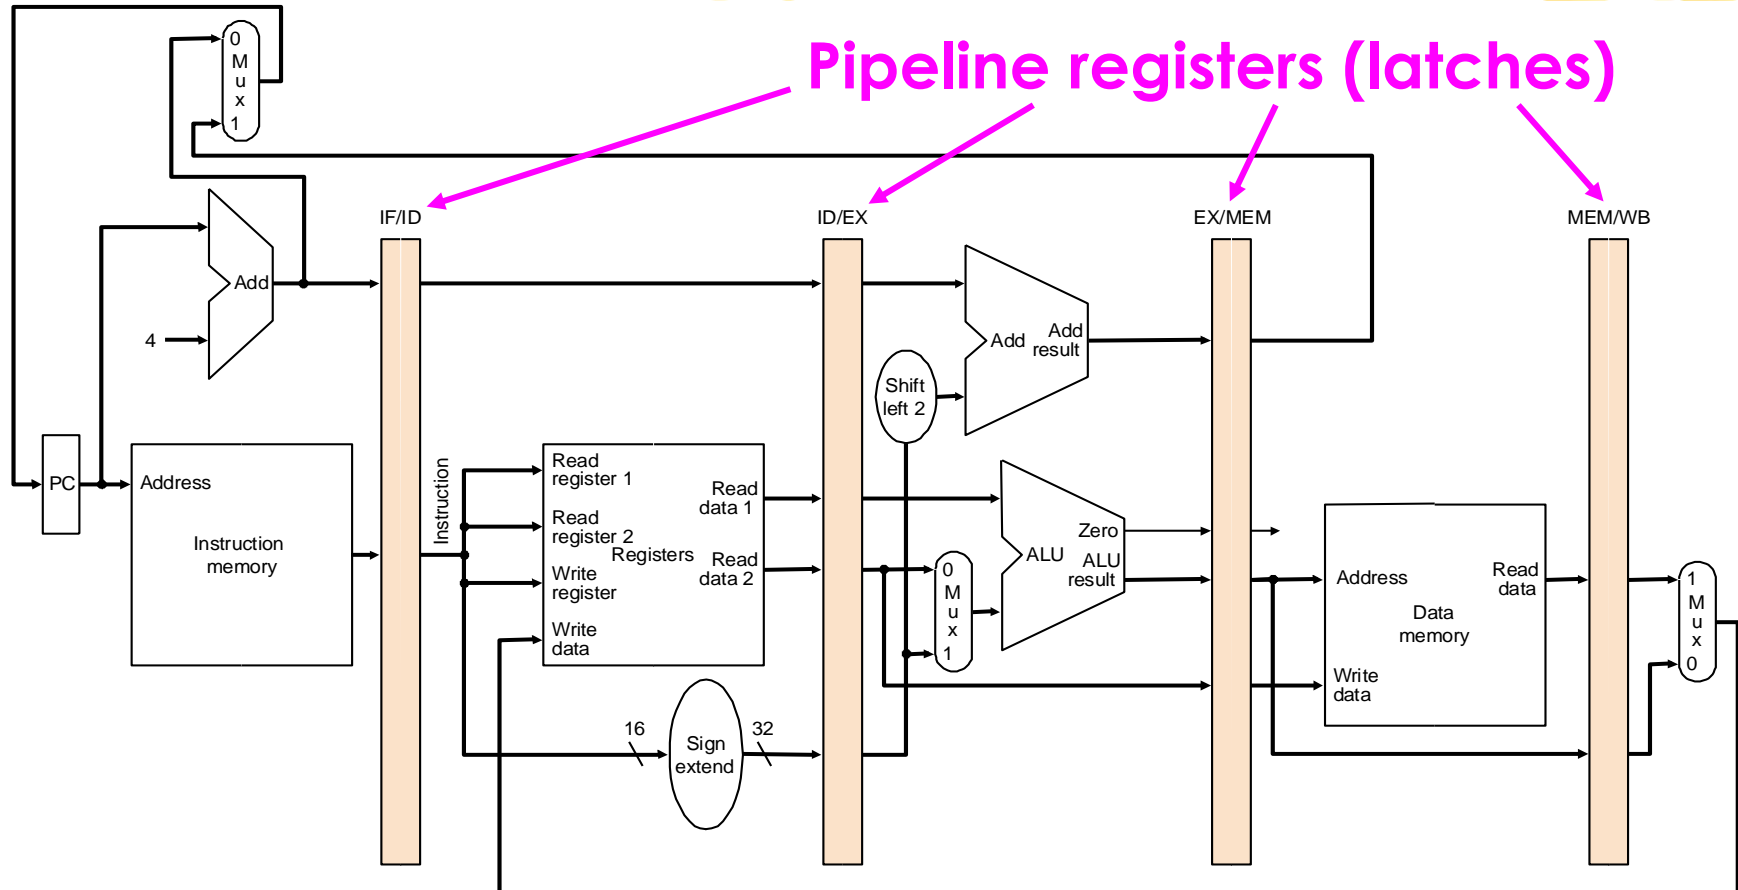 Pipeline registers (latches)
0
M
u
x
1
IF/ID
ID/EX
EX/MEM
MEM/WB
Add
4
Add
Add
result
Shift
left 2
PC
Address
Instruction
memory
Instruction
Read
register 1
Read
register 2
Registers
Write
register
Write
data
Read
data 1
Read
data 2
16
Sign
extend
32
0
M
u
x
1
Zero
ALU
ALU
result
Address
Read
data
Data
memory
Write
data
1
M
u
x
0